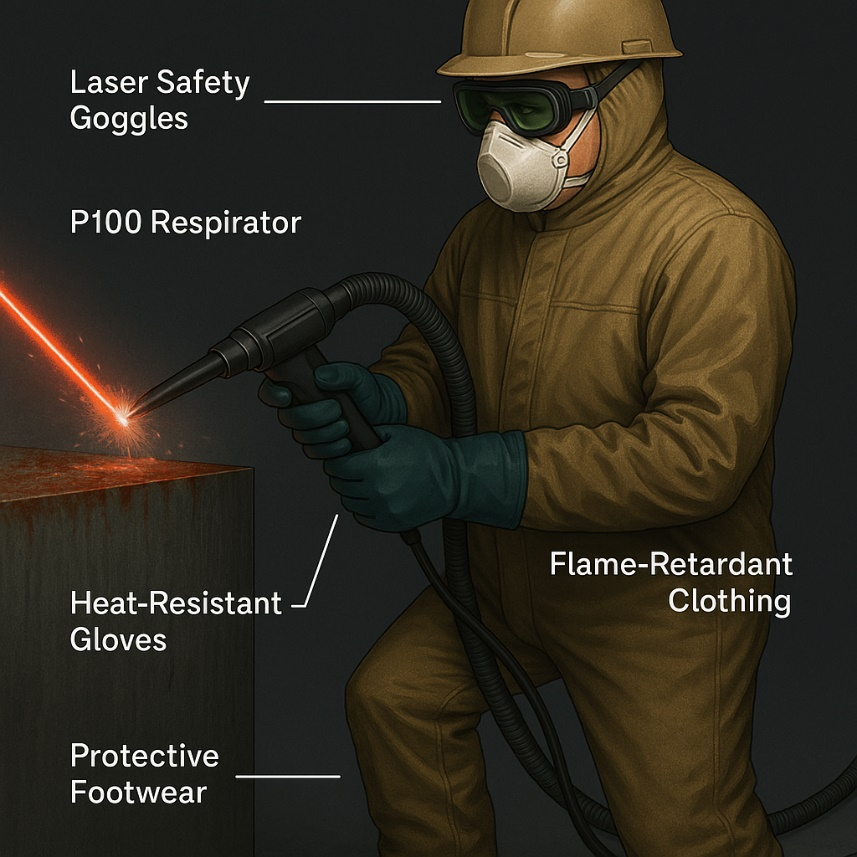 Laser Safety
Goggles
P100 Respirator
Flame-Retardant
Clothing
Heat-Resistant
Gloves
Protective
Footwear